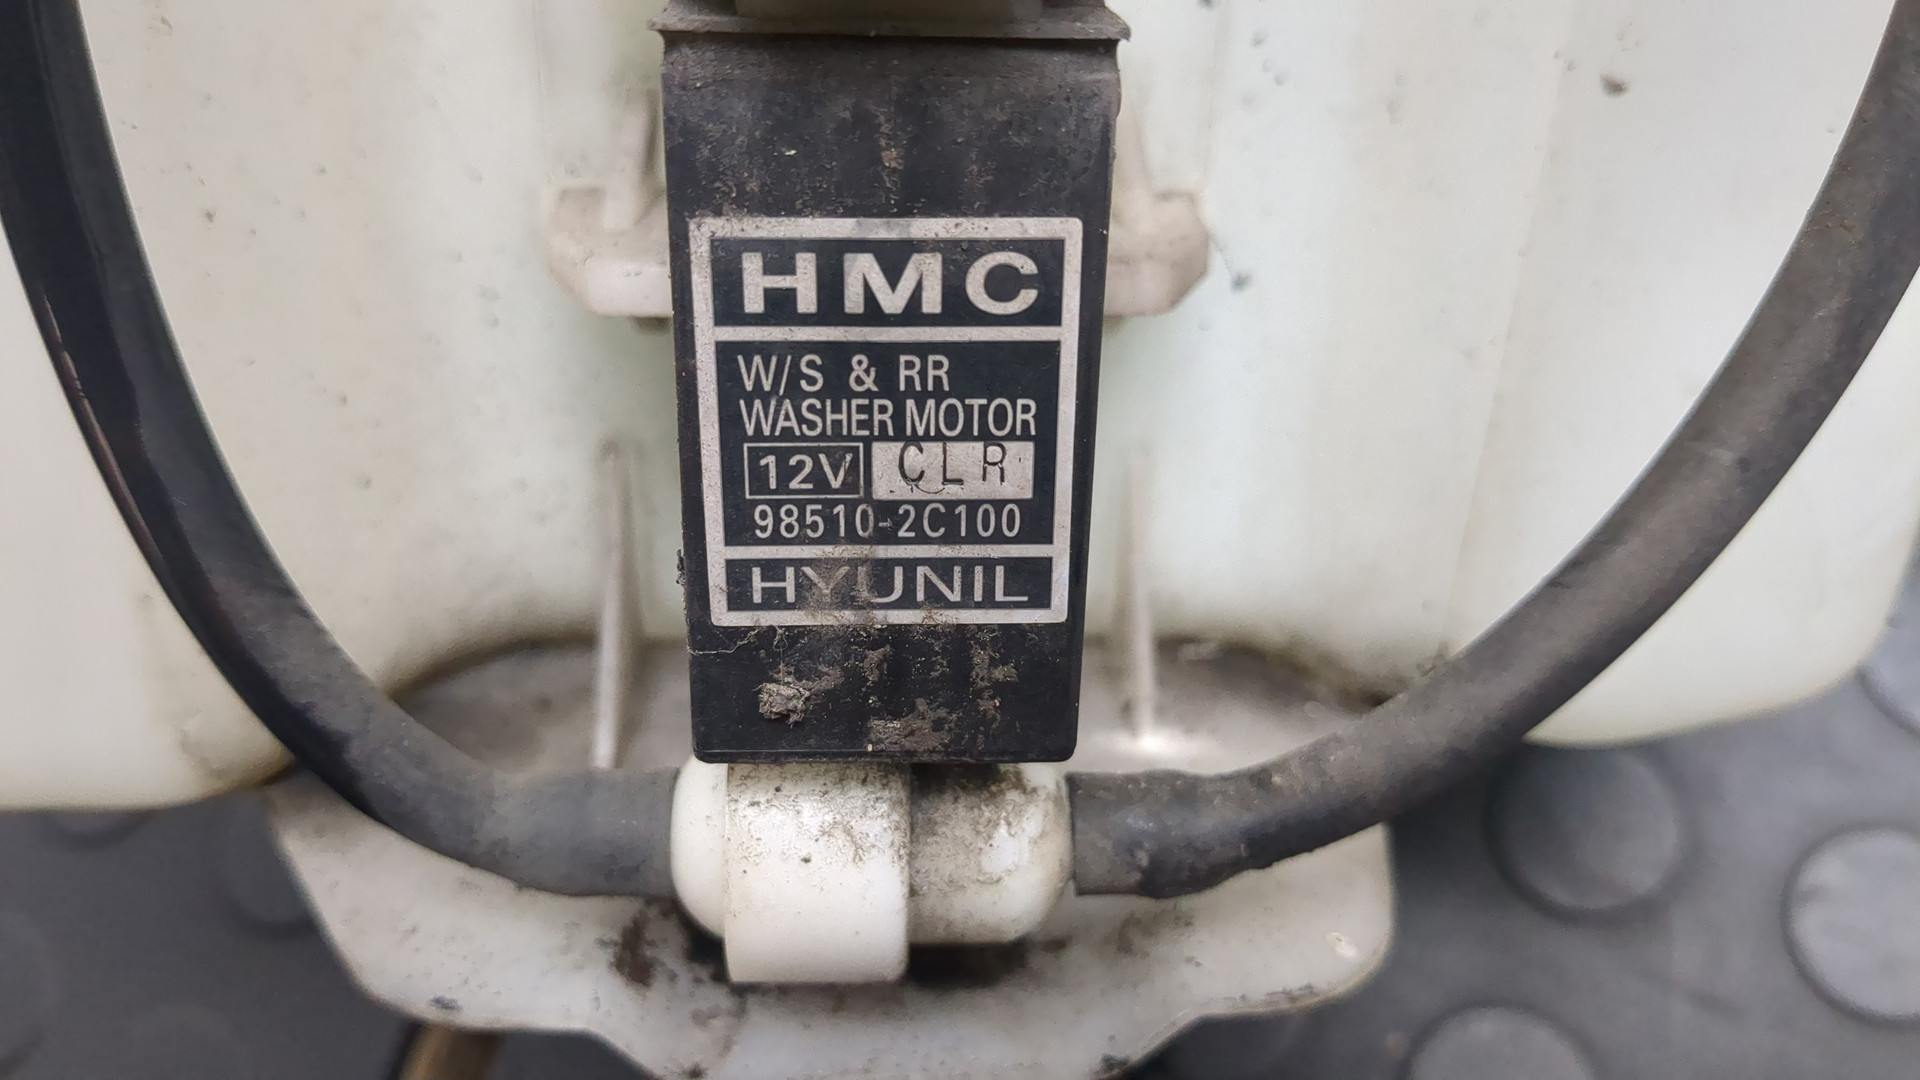 HMC
W/S & RR
WASHER MOTOR
12V CLR
98510-2C100
HYUNIL